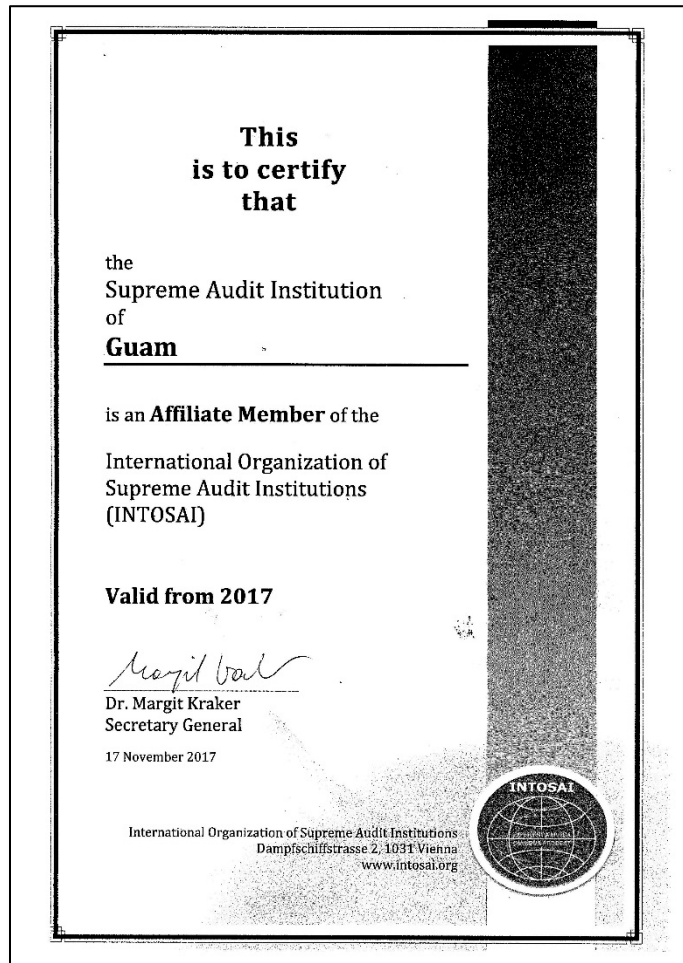 This
is to certify
that
the
Supreme Audit Institution
of
Guam
is an Affiliate Member of the
International Organization of
Supreme Audit Institutions
(INTOSAI)
Valid from 2017
Dr. Margit Kraker
Secretary General
17 November 2017
International Organization of Supreme Audit Institutions
Dampfschiffstrasse 2, 1031 Vienna
www.intosai.org
INTOSAI